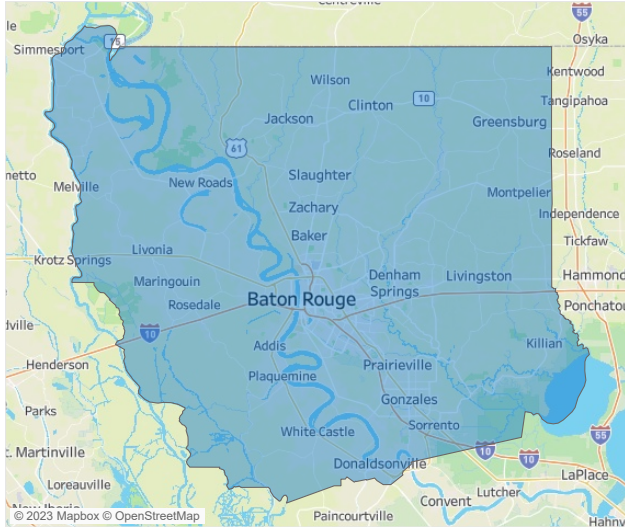 Centreville
55
Osyka
Simmesport
15
Kentwood
Wilson
Clinton
10
Tangipahoa
Jackson
Greensburg
61
Roseland
netto
Melville
New Roads
Slaughter
Montpelier
Zachary
Independence
Baker
Tickfaw
Krotz Springs
Livonia
Maringouin
Denham
Springs
Livingston
Hammond
Rosedale
Baton Rouge
Ponchatou
dville
10
Addis
Killian
Henderson
Prairieville
Plaquemine
Gonzales
Parks
White Castle
Sorrento
55
t. Martinville
10
10
Donaldsonville
LaPlace
Loreauville
Convent
Lutcher
© 2023 Mapbox © OpenStreetMap
Paincourtville
Hahnv